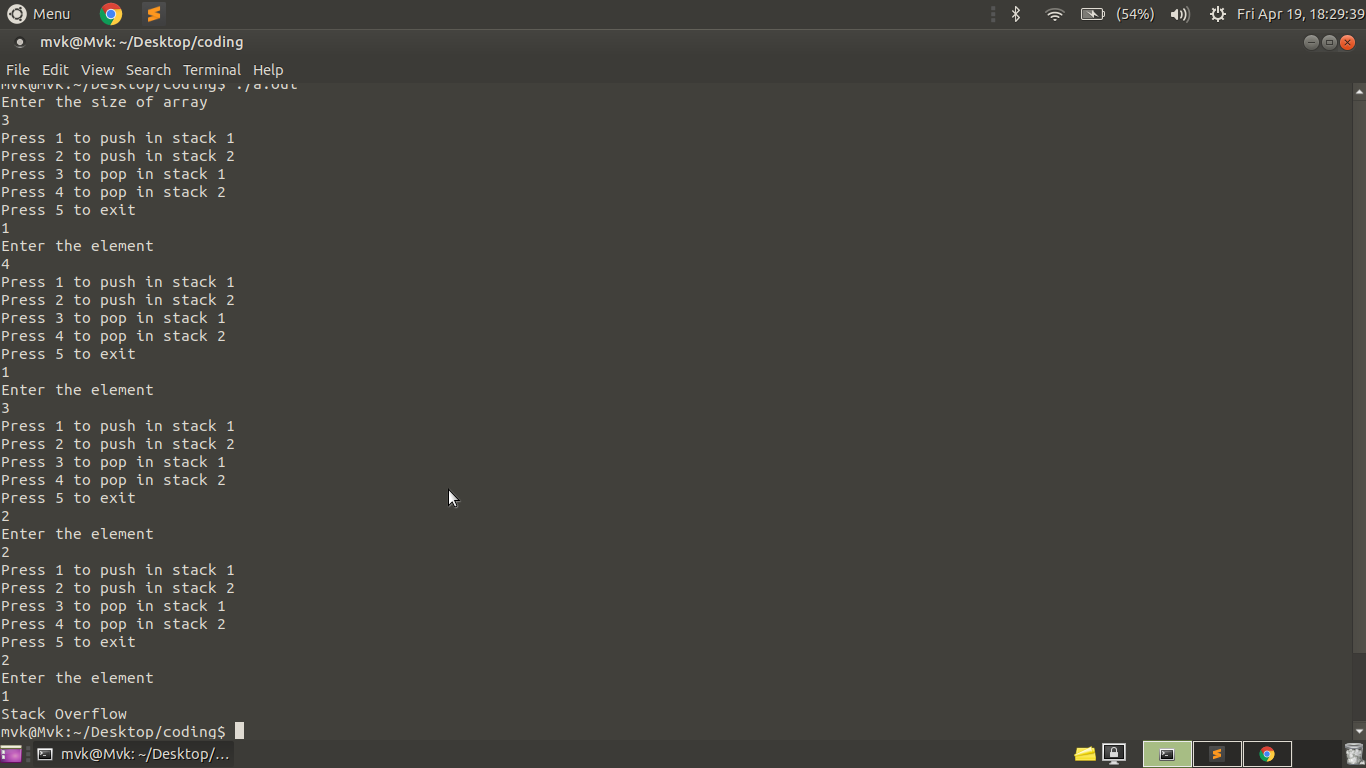 Menu
(54%)
Fri Apr 19, 18:29:39
mvk@Mvk: ~/Desktop/coding
File Edit View Search Terminal Help
mvk@Mvk:~/Desktop/coding$ ./a.out
Enter the size of array
3
Press 1 to push in stack 1
Press 2 to push in stack 2
Press 3 to pop in stack 1
Press 4 to pop in stack 2
Press 5 to exit
1
Enter the element
4
Press 1 to push in stack 1
Press 2 to push in stack 2
Press 3 to pop in stack 1
Press 4 to pop in stack 2
Press 5 to exit
1
Enter the element
3
Press 1 to push in stack 1
Press 2 to push in stack 2
Press 3 to pop in stack 1
Press 4 to pop in stack 2
Press 5 to exit
2
Enter the element
2
Press 1 to push in stack 1
Press 2 to push in stack 2
Press 3 to pop in stack 1
Press 4 to pop in stack 2
Press 5 to exit
2
Enter the element
1
Stack Overflow
mvk@Mvk:~/Desktop/coding$
mvk@Mvk: ~/Desktop/...